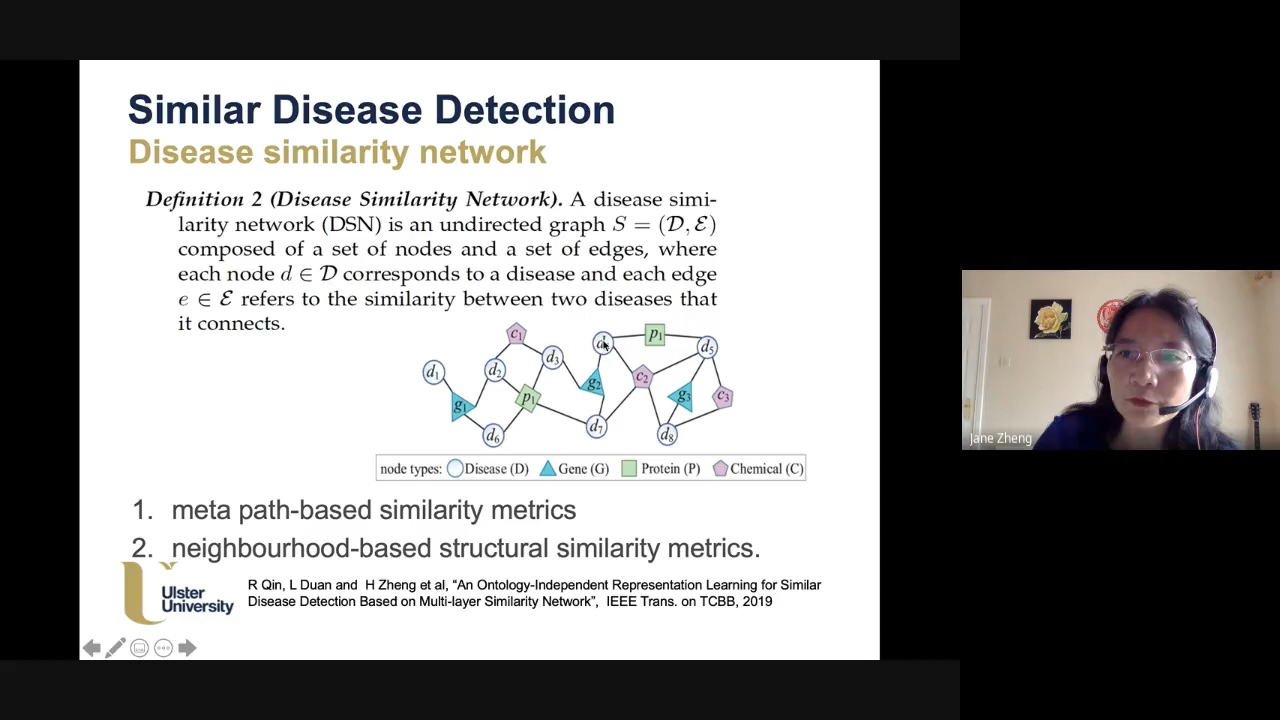 Similar Disease Detection
Disease similarity network
Definition 2 (Disease Similarity Network). A disease simi-
larity network (DSN) is an undirected graph S = (𝒟, ℰ)
composed of a set of nodes and a set of edges, where
each node d ∈ 𝒟 corresponds to a disease and each edge
e ∈ ℰ refers to the similarity between two diseases that
it connects.
c₁
p₁
d₅
d₁
d₂
d₃
g₂
c₂
g₁
p₁
g₃
c₃
d₆
d₇
d₈
node types: Disease (D) Gene (G) Protein (P) Chemical (C)
1. meta path-based similarity metrics
2. neighbourhood-based structural similarity metrics.
Ulster
University
R Qin, L Duan and H Zheng et al, “An Ontology-Independent Representation Learning for Similar
Disease Detection Based on Multi-layer Similarity Network”, IEEE Trans. on TCBB, 2019
Jane Zheng